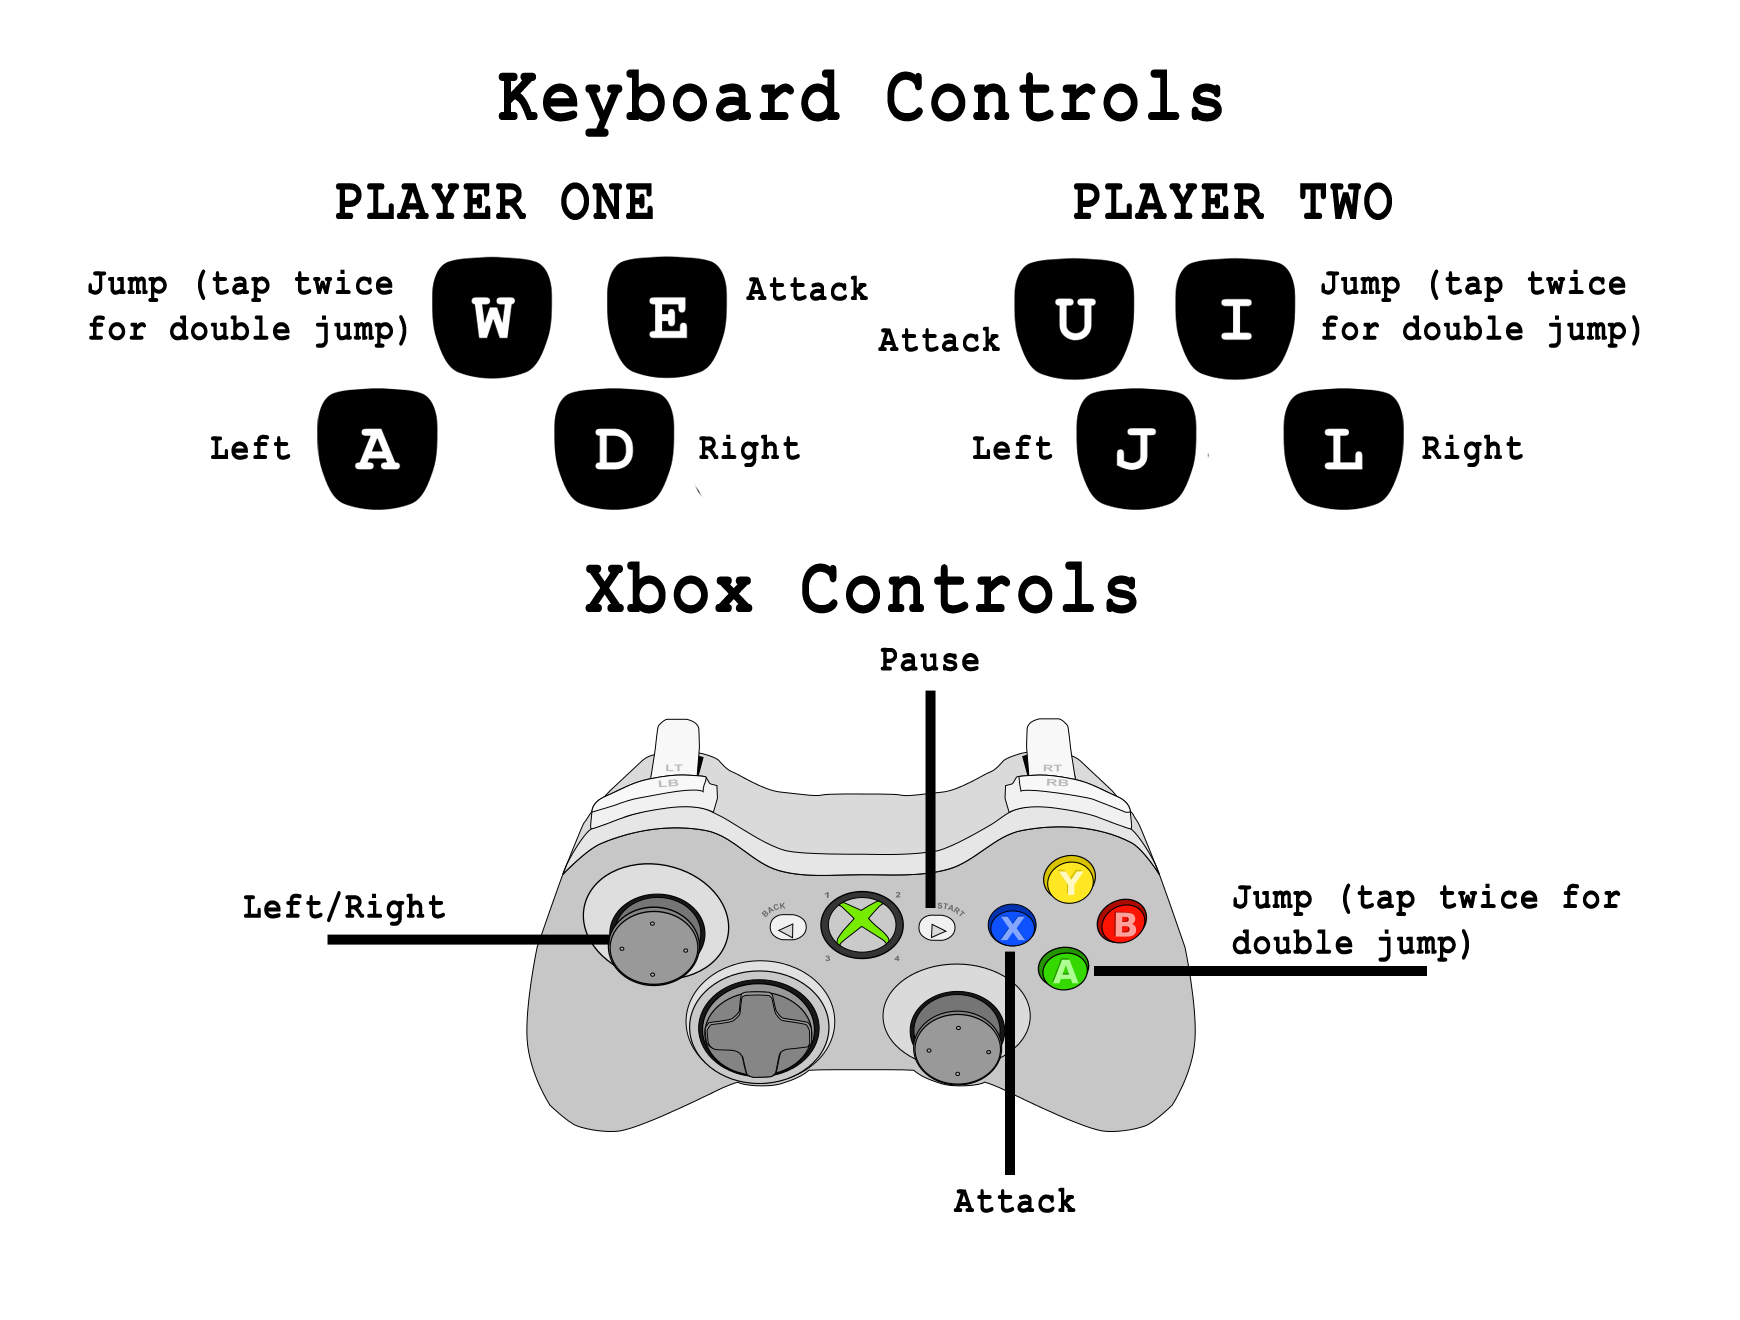 Keyboard Controls
PLAYER ONE
Jump (tap twice
for double jump)
W
E
Attack
Left
A
D
Right
PLAYER TWO
Attack
U
I
Jump (tap twice
for double jump)
Left
J
L
Right
Xbox Controls
Pause
LT
LB
RT
RB
Left/Right
BACK
1
2
3
4
START
Y
X
B
A
Jump (tap twice for
double jump)
Attack